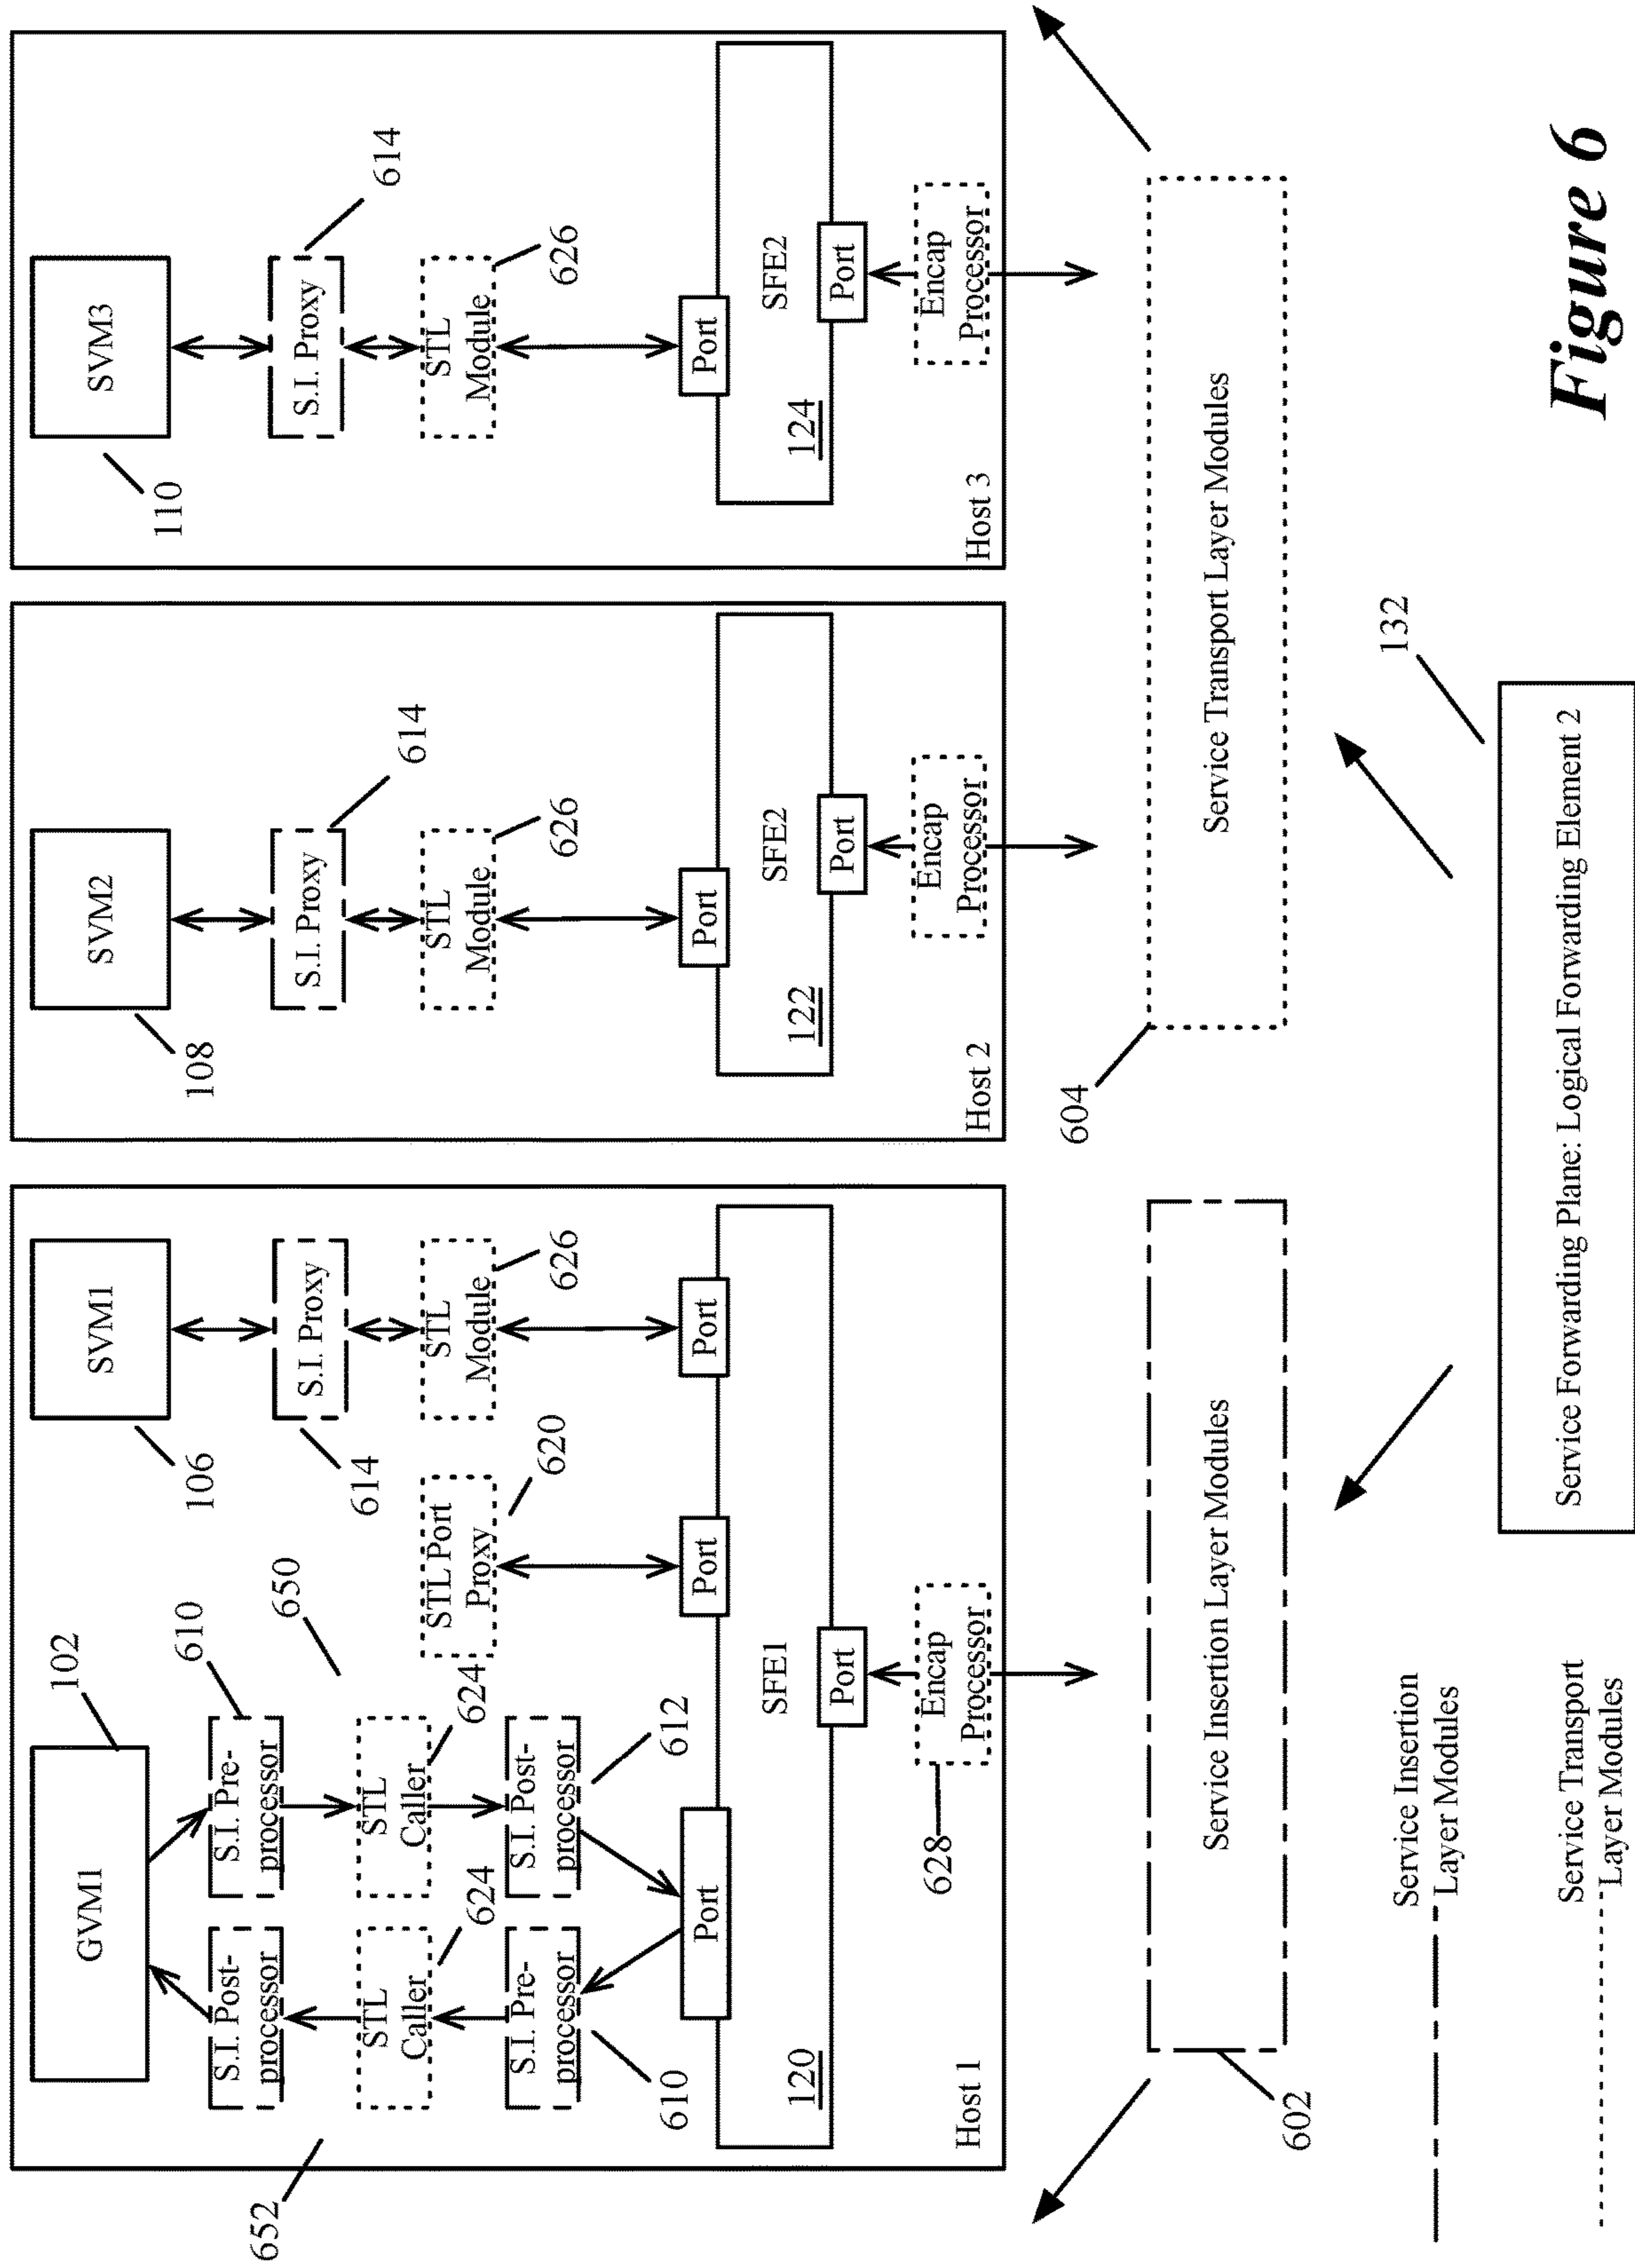 GVM1
102
S.I. Post-
processor
S.I. Pre-
processor
610
650
652
STL
Caller
624
STL
Caller
624
S.I. Pre-
processor
610
S.I. Post-
processor
612
STL Port
Proxy
620
SVM1
106
S.I. Proxy
614
STL
Module
626
Port
Port
Port
120
SFE1
Port
Encap
Processor
628
Host 1
SVM2
108
S.I. Proxy
614
STL
Module
626
Port
122
SFE2
Port
Encap
Processor
Host 2
SVM3
110
S.I. Proxy
614
STL
Module
626
Port
124
SFE2
Port
Encap
Processor
Host 3
Service Insertion Layer Modules
602
Service Transport Layer Modules
604
Service Insertion
Layer Modules
Service Transport
Layer Modules
Service Forwarding Plane: Logical Forwarding Element 2
132
Figure 6